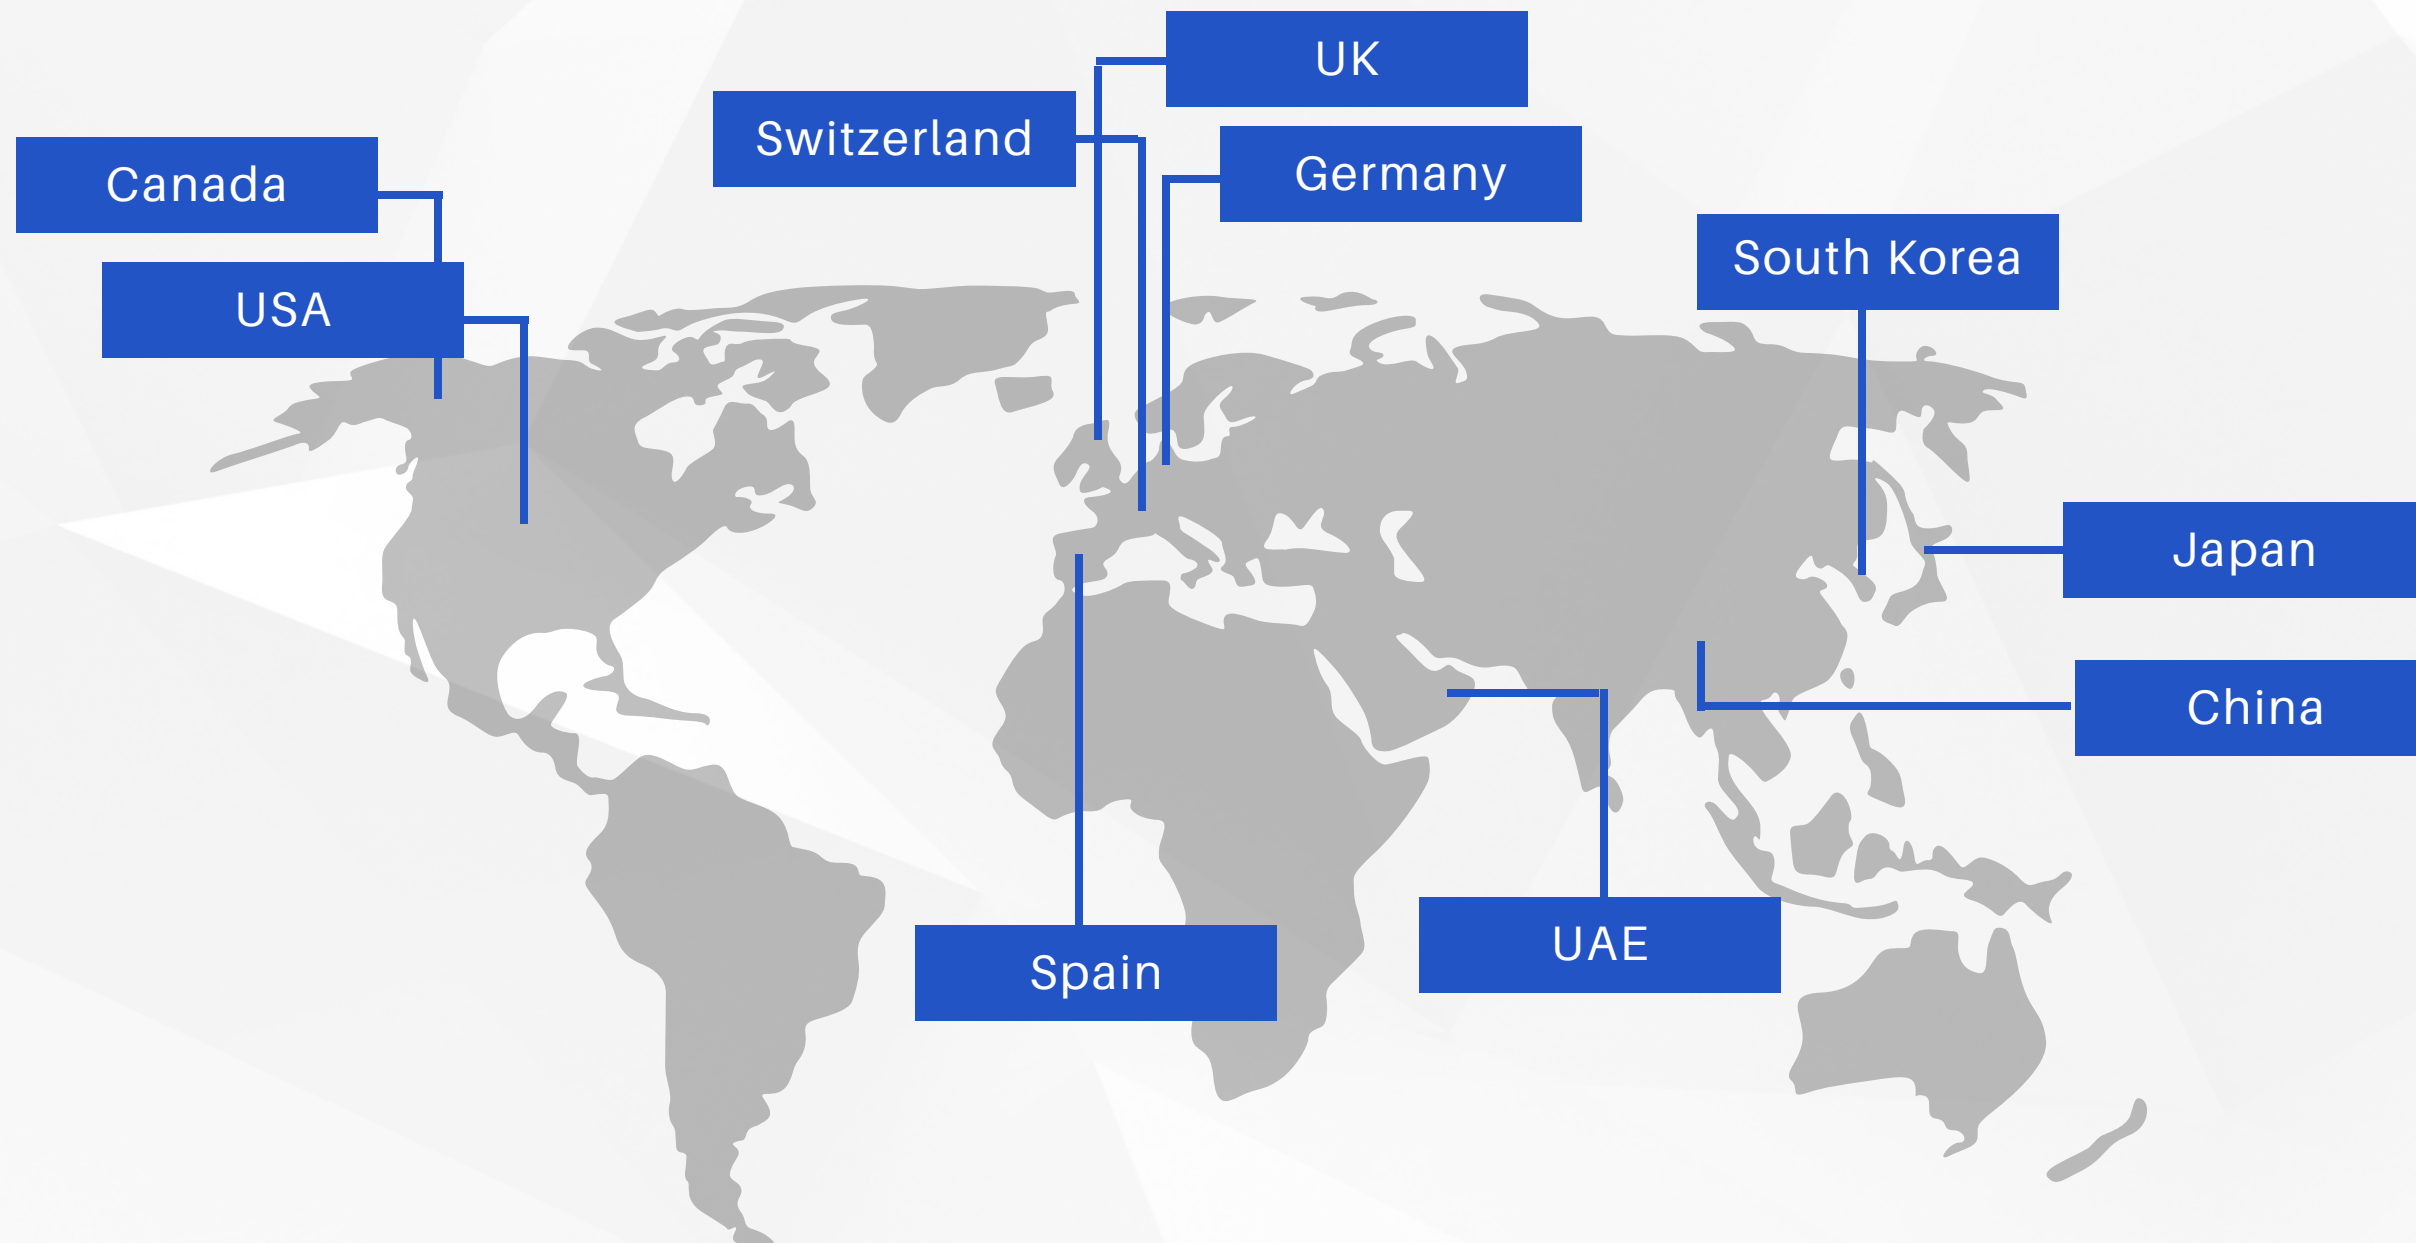 UK
Switzerland
Germany
Canada
USA
South Korea
Japan
China
Spain
UAE